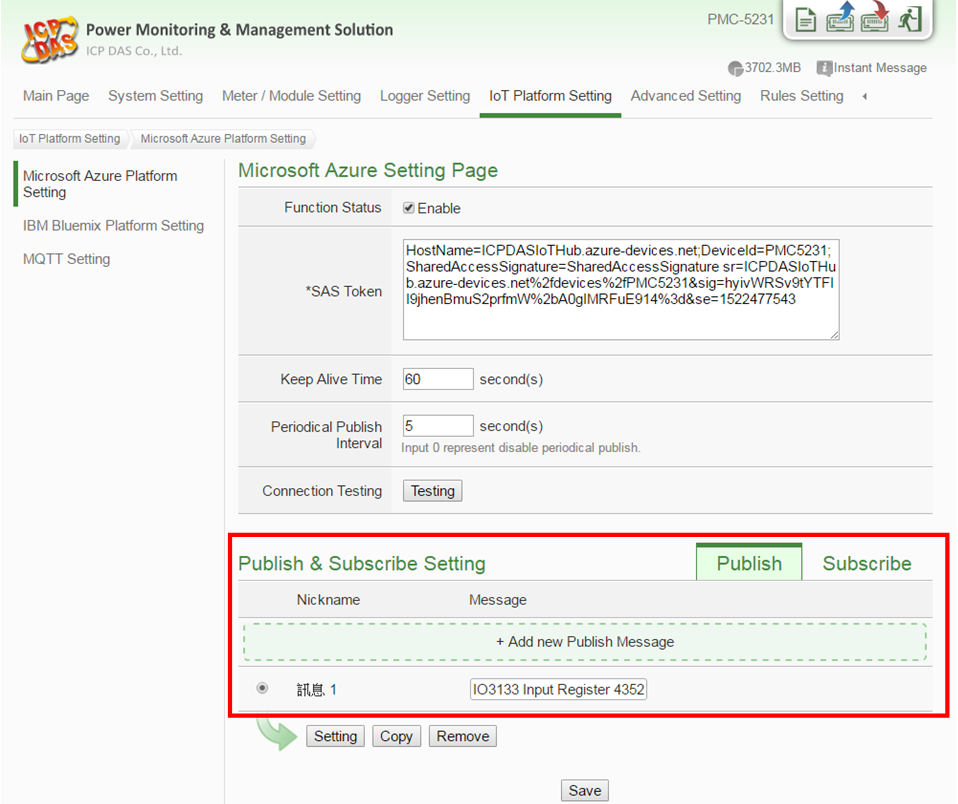 ICP DAS
Power Monitoring & Management Solution
ICP DAS Co., Ltd.
PMC-5231
3702.3MB Instant Message
Main Page System Setting Meter / Module Setting Logger Setting IoT Platform Setting Advanced Setting Rules Setting
IoT Platform Setting Microsoft Azure Platform Setting
Microsoft Azure Platform
Setting
IBM Bluemix Platform Setting
MQTT Setting
Microsoft Azure Setting Page
Function Status Enable
*SAS Token
HostName=ICPDASIoTHub.azure-devices.net;DeviceId=PMC5231;
SharedAccessSignature=SharedAccessSignature sr=ICPDASIoTHu
b.azure-devices.net%2fdevices%2fPMC5231&sig=hyivWRSv9tYTFI
I9jhenBmuS2prfmW%2bA0gIMRFuE914%3d&se=1522477543
Keep Alive Time 60 second(s)
Periodical Publish
Interval
5 second(s)
Input 0 represent disable periodical publish.
Connection Testing Testing
Publish & Subscribe Setting Publish Subscribe
Nickname Message
+ Add new Publish Message
訊息 1 IO3133 Input Register 4352
Setting Copy Remove
Save